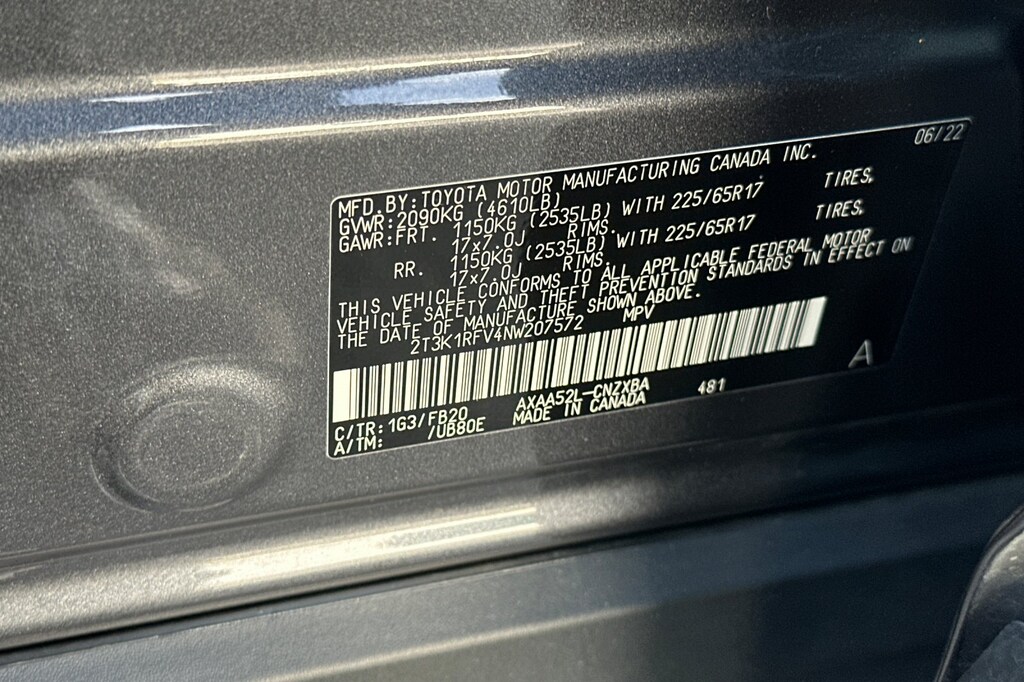 06/22
MFD. BY: TOYOTA MOTOR MANUFACTURING CANADA INC.
GVWR: 2090KG (4610LB)
GAWR: FRT. 1150KG (2535LB) WITH 225/65R17 TIRES,
17x7.0J RIMS.
RR. 1150KG (2535LB) WITH 225/65R17 TIRES,
17x7.0J RIMS.
THIS VEHICLE CONFORMS TO ALL APPLICABLE FEDERAL MOTOR
VEHICLE SAFETY AND THEFT PREVENTION STANDARDS IN EFFECT ON
THE DATE OF MANUFACTURE SHOWN ABOVE.
2T3K1RFV4NW207572 MPV
A
C/TR: 1G3/FB20 AXAA52L-CNZXBA 481
A/TM: /UB80E MADE IN CANADA